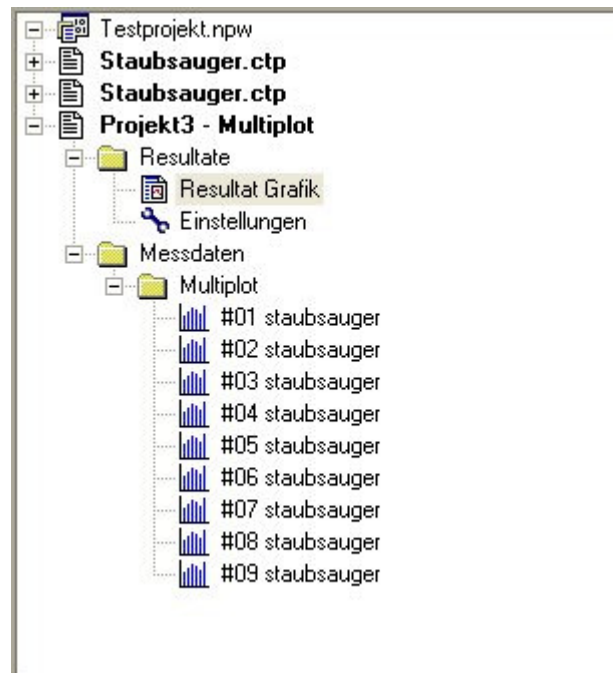 Testprojekt.npw
Staubsauger.ctp
Staubsauger.ctp
Projekt3 - Multiplot
Resultate
Resultat Grafik
Einstellungen
Messdaten
Multiplot
#01 staubsauger
#02 staubsauger
#03 staubsauger
#04 staubsauger
#05 staubsauger
#06 staubsauger
#07 staubsauger
#08 staubsauger
#09 staubsauger